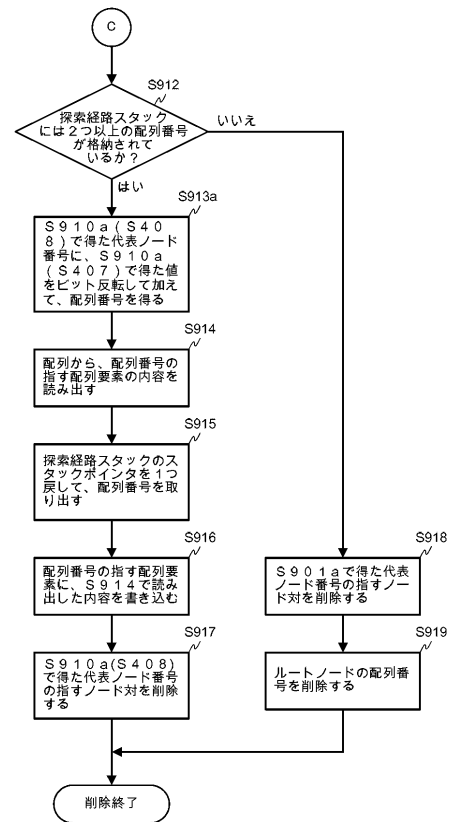 C
S912
探索経路スタック
には２つ以上の配列番号
が格納されて
いるか？
いいえ
はい
S913a
Ｓ９１０ａ（Ｓ４０
８）で得た代表ノード
番号に、Ｓ９１０ａ
（Ｓ４０７）で得た値
をビット反転して加え
て、配列番号を得る
S914
配列から、配列番号の
指す配列要素の内容を
読み出す
S915
探索経路スタックのス
タックポインタを１つ
戻して、配列番号を取
り出す
S916
配列番号の指す配列要
素に、Ｓ９１４で読み
出した内容を書き込む
S917
Ｓ９１０ａ(Ｓ４０８)
で得た代表ノード番号
の指すノード対を削除
する
S918
Ｓ９０１ａで得た代表
ノード番号の指すノー
ド対を削除する
S919
ルートノードの配列番
号を削除する
削除終了